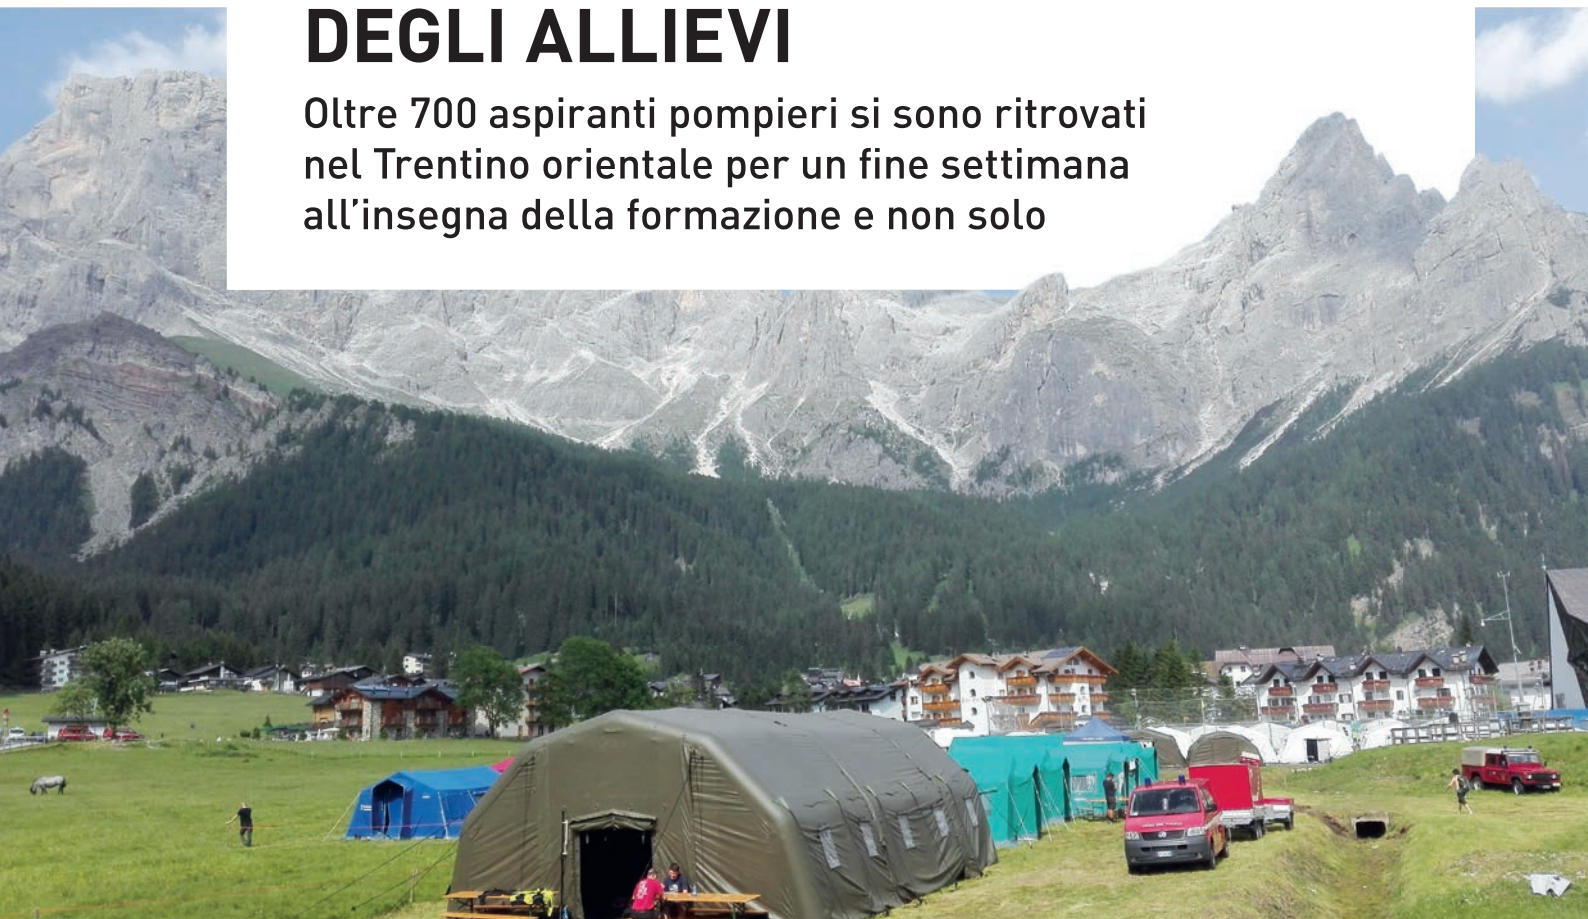 DEGLI ALLIEVI
Oltre 700 aspiranti pompieri si sono ritrovati
nel Trentino orientale per un fine settimana
all’insegna della formazione e non solo